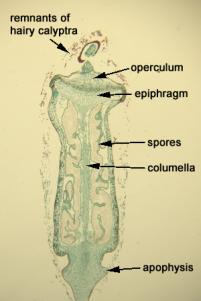 remnants of
hairy calyptra
operculum
epiphragm
spores
columella
apophysis